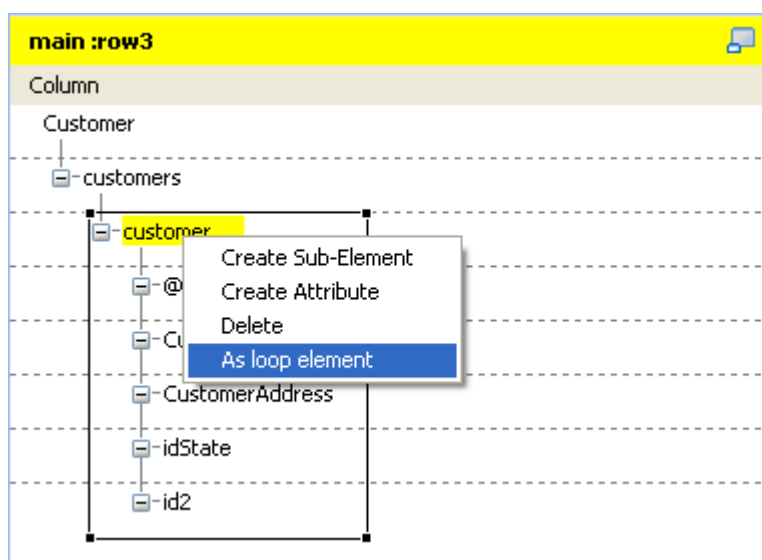 main :row3
Column
Customer
customers
customer
Create Sub-Element
@
Create Attribute
Delete
As loop element
CustomerAddress
idState
id2